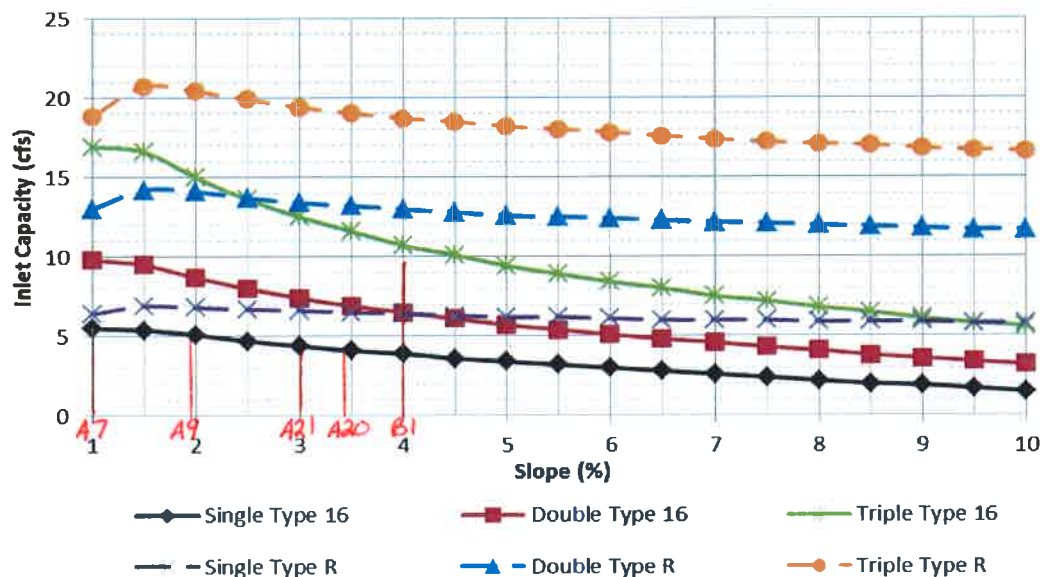 25
20
15
10
5
0
Inlet Capacity (cfs)
A7 A9 A21 A20 B1
1 2 3 4 5 6 7 8 9 10
Slope (%)
Single Type 16 Double Type 16 Triple Type 16
Single Type R Double Type R Triple Type R